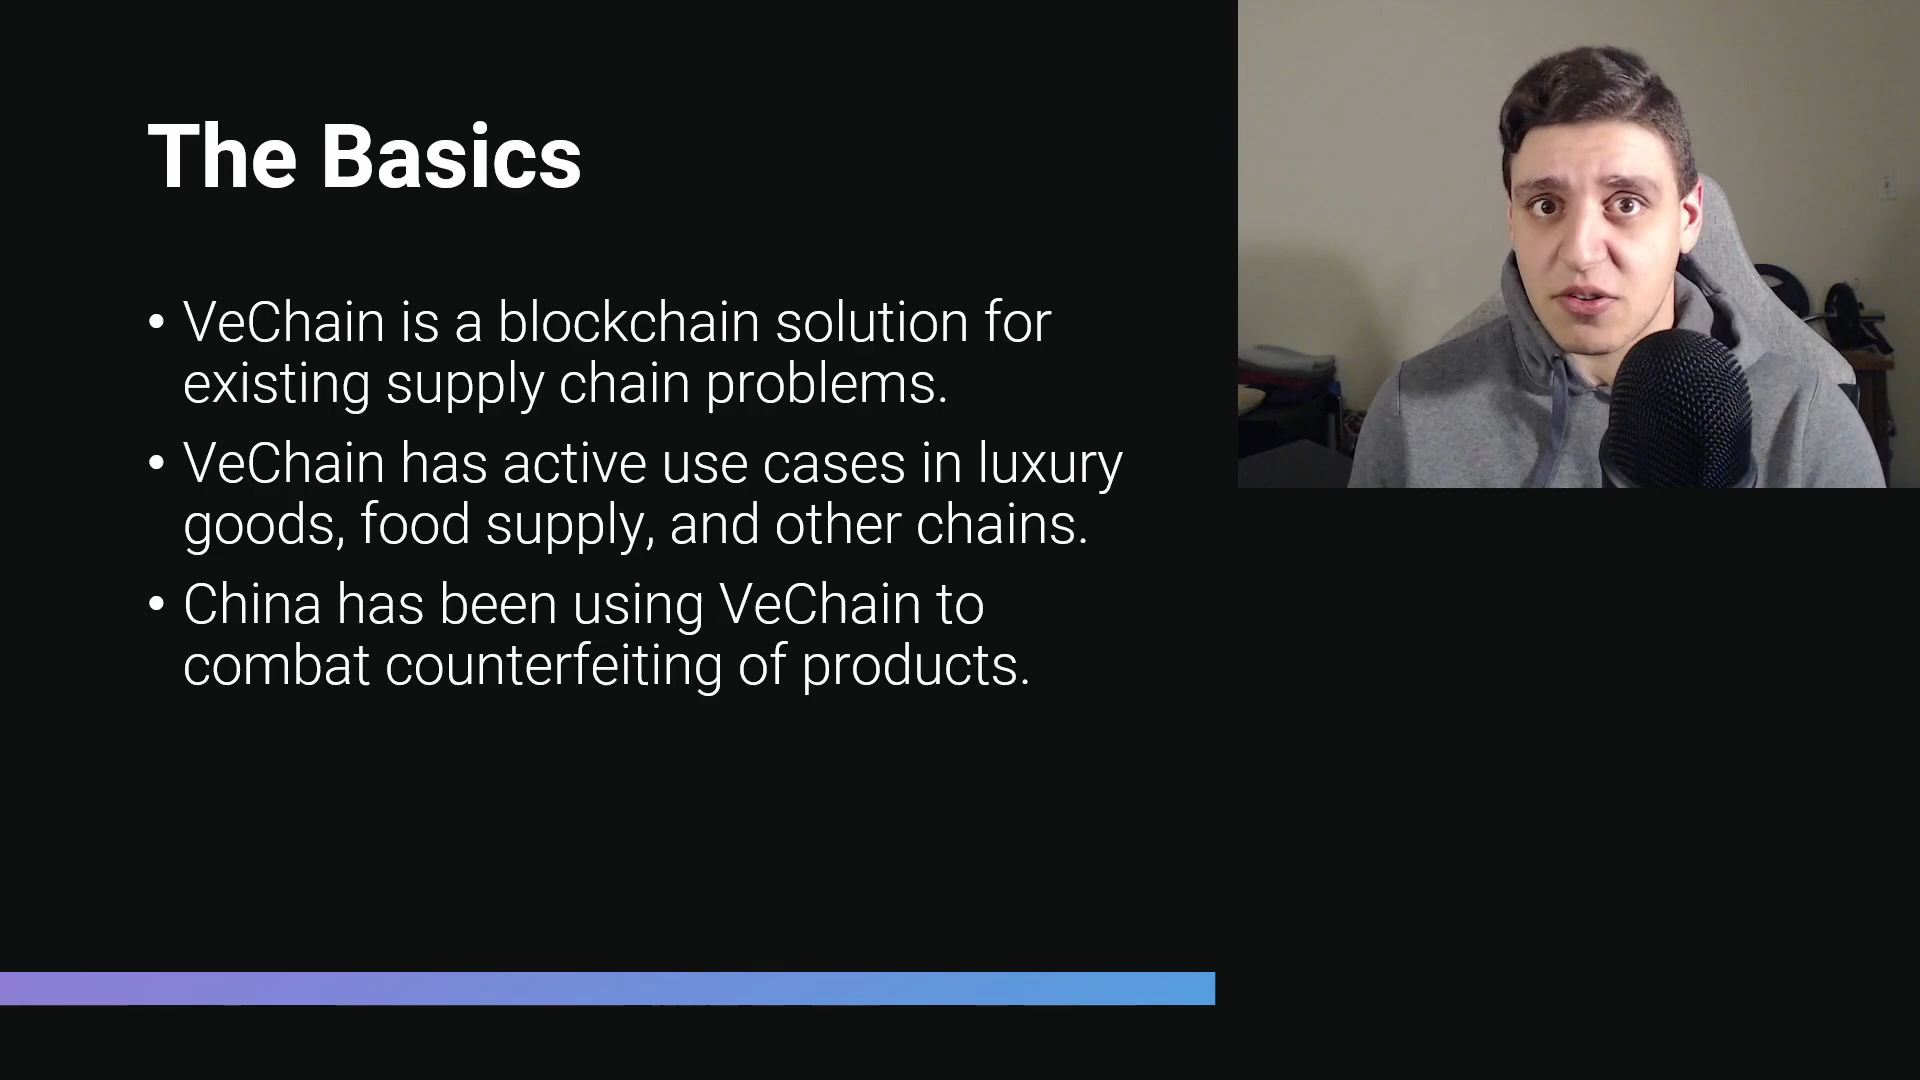 The Basics
• VeChain is a blockchain solution for
existing supply chain problems.
• VeChain has active use cases in luxury
goods, food supply, and other chains.
• China has been using VeChain to
combat counterfeiting of products.